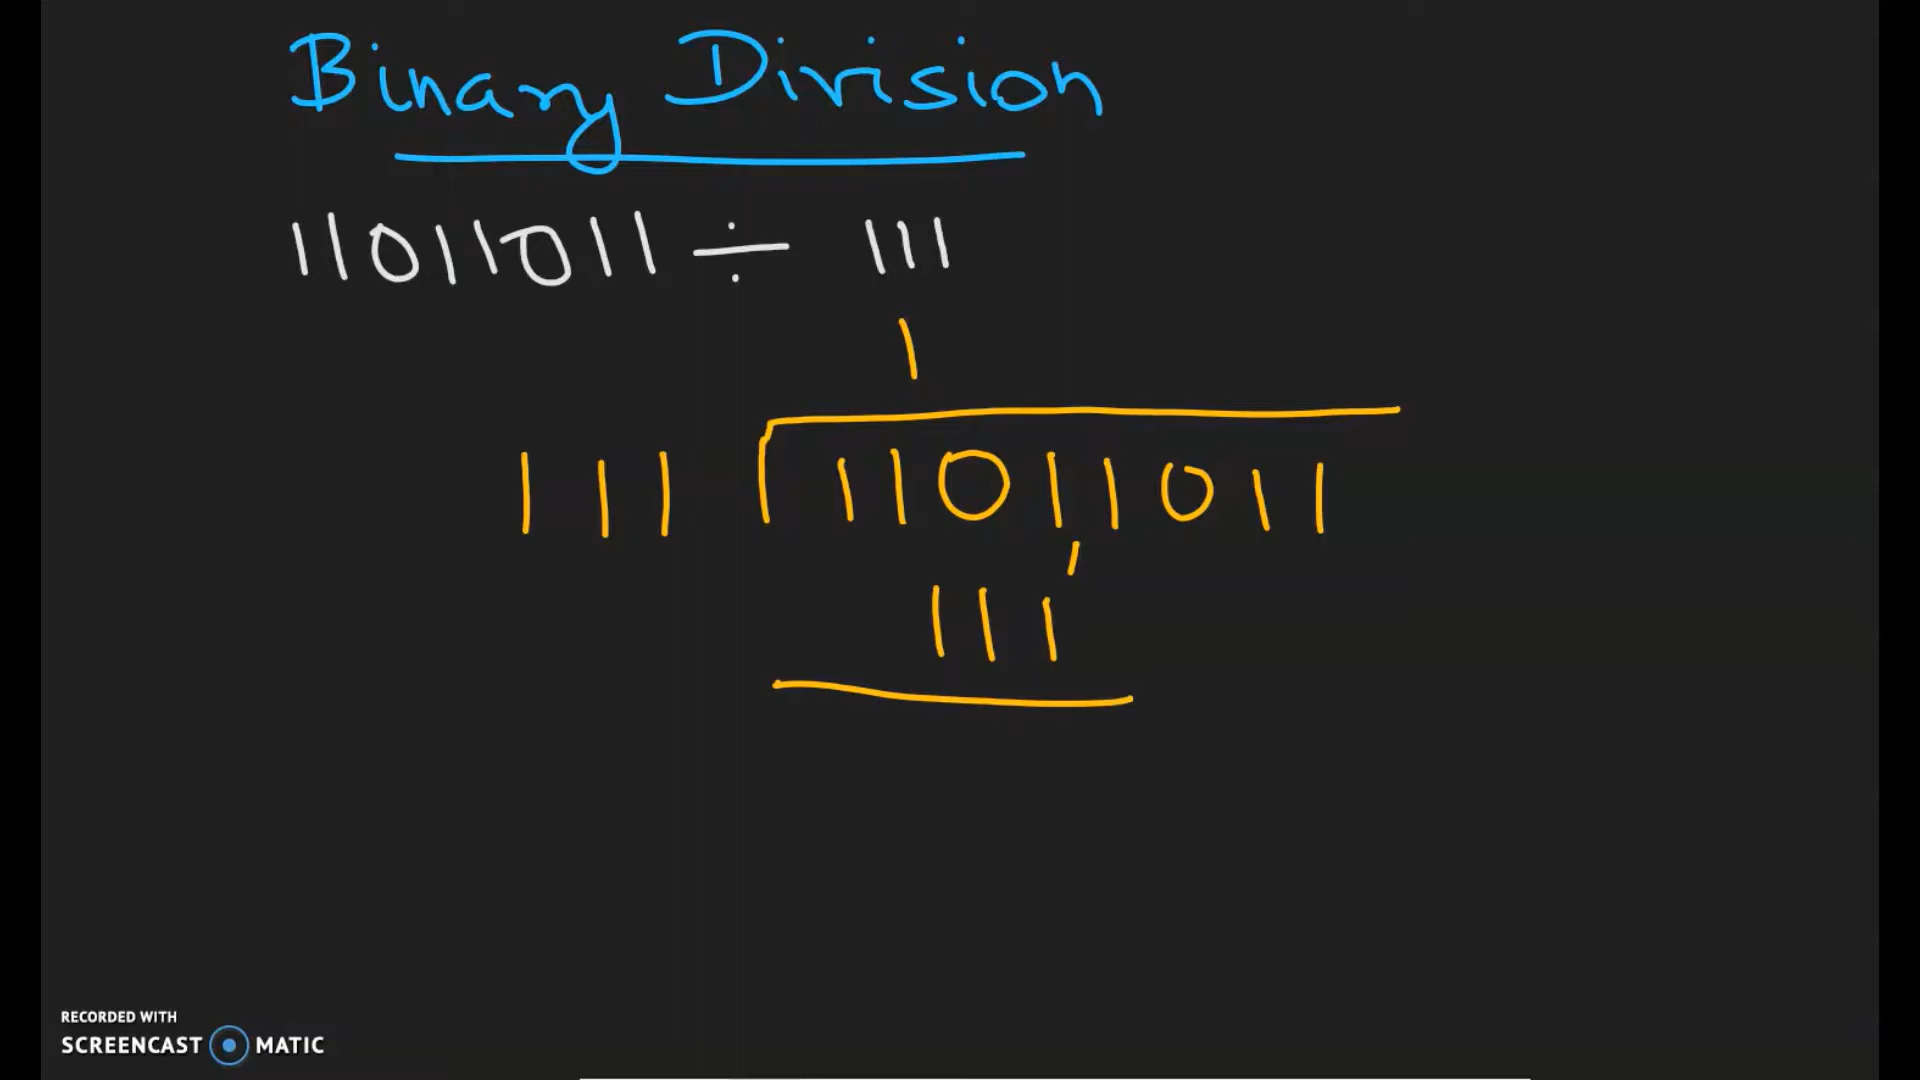 Binary Division
11011011 ÷ 111
1
111 11011011
111
RECORDED WITH
SCREENCAST MATIC